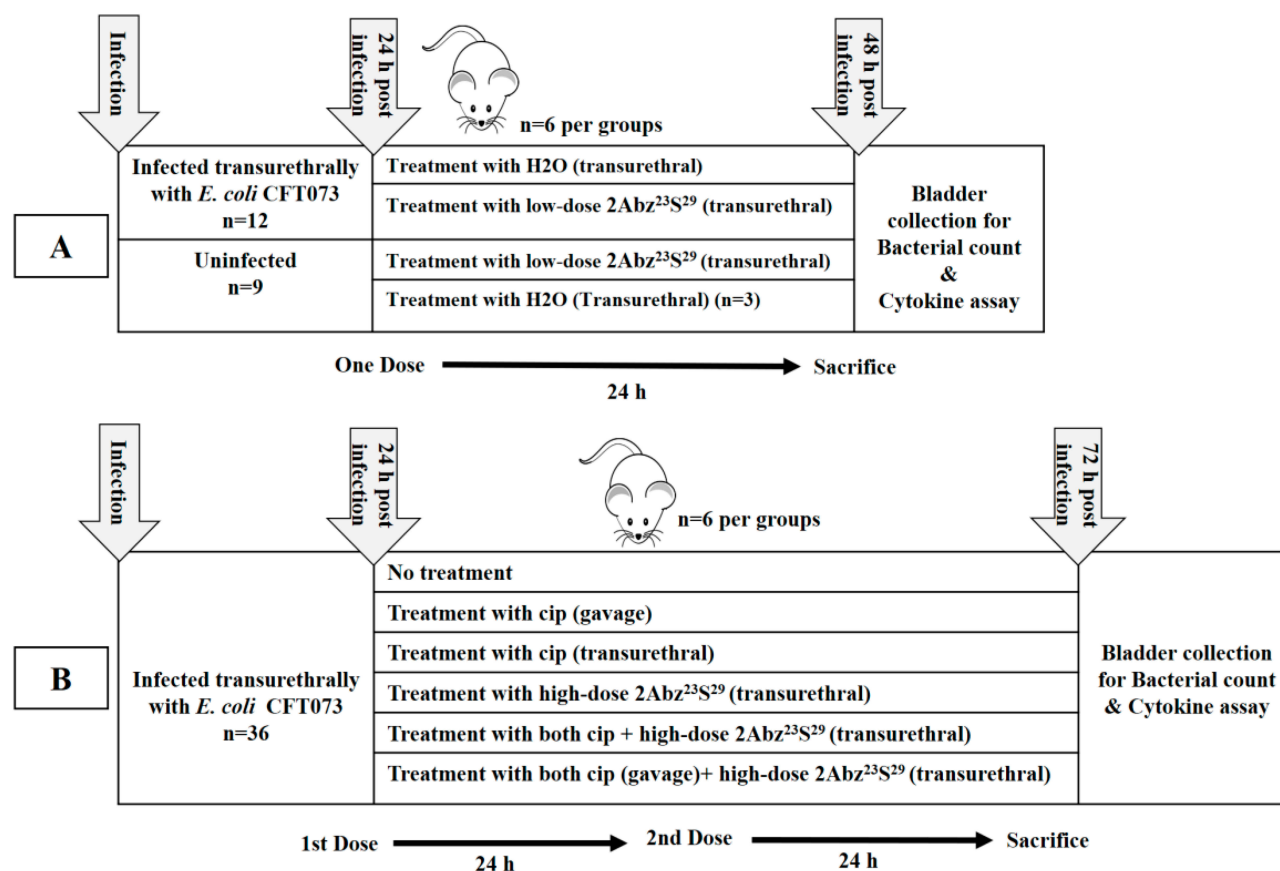 Infection
24 h post
infection
48 h post
infection
n=6 per groups
A
Infected transurethrally
with E. coli CFT073
n=12
Uninfected
n=9
Treatment with H2O (transurethral)
Treatment with low-dose 2Abz²³S²⁹ (transurethral)
Treatment with low-dose 2Abz²³S²⁹ (transurethral)
Treatment with H2O (Transurethral) (n=3)
Bladder
collection for
Bacterial count
&
Cytokine assay
One Dose
24 h
Sacrifice
Infection
24 h post
infection
72 h post
infection
n=6 per groups
B
Infected transurethrally
with E. coli CFT073
n=36
No treatment
Treatment with cip (gavage)
Treatment with cip (transurethral)
Treatment with high-dose 2Abz²³S²⁹ (transurethral)
Treatment with both cip + high-dose 2Abz²³S²⁹ (transurethral)
Treatment with both cip (gavage)+ high-dose 2Abz²³S²⁹ (transurethral)
Bladder collection
for Bacterial count
& Cytokine assay
1st Dose
24 h
2nd Dose
24 h
Sacrifice